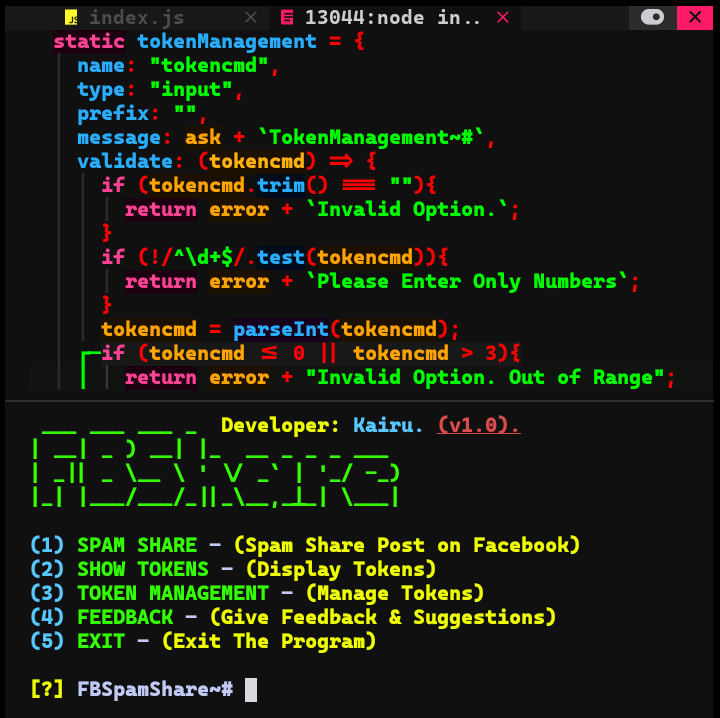 index.js × 13044:node in.. ×
static tokenManagement = {
name: "tokencmd",
type: "input",
prefix: "",
message: ask + `TokenManagement~#`,
validate: (tokencmd) => {
if (tokencmd.trim() === ""){
return error + `Invalid Option.`;
}
if (!/^\d+$/.test(tokencmd)){
return error + `Please Enter Only Numbers`;
}
tokencmd = parseInt(tokencmd);
if (tokencmd <= 0 || tokencmd > 3){
return error + "Invalid Option. Out of Range";
Developer: Kairu. (v1.0).
FBShare
(1) SPAM SHARE - (Spam Share Post on Facebook)
(2) SHOW TOKENS - (Display Tokens)
(3) TOKEN MANAGEMENT - (Manage Tokens)
(4) FEEDBACK - (Give Feedback & Suggestions)
(5) EXIT - (Exit The Program)
[?] FBSpamShare~#